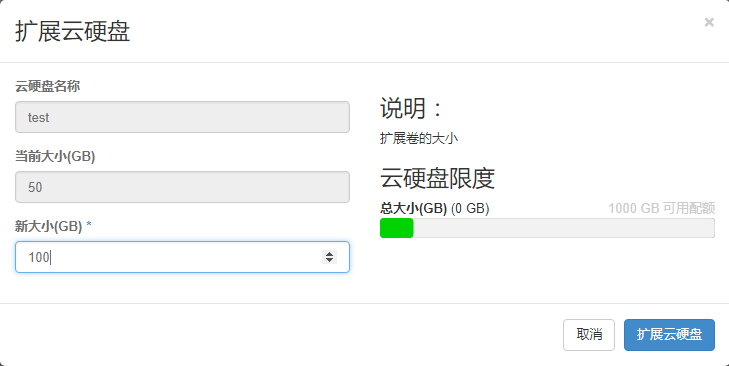 扩展云硬盘
×
云硬盘名称
test
当前大小(GB)
50
新大小(GB) *
100
说明：
扩展卷的大小
云硬盘限度
总大小(GB) (0 GB) 1000 GB 可用配额
取消 扩展云硬盘